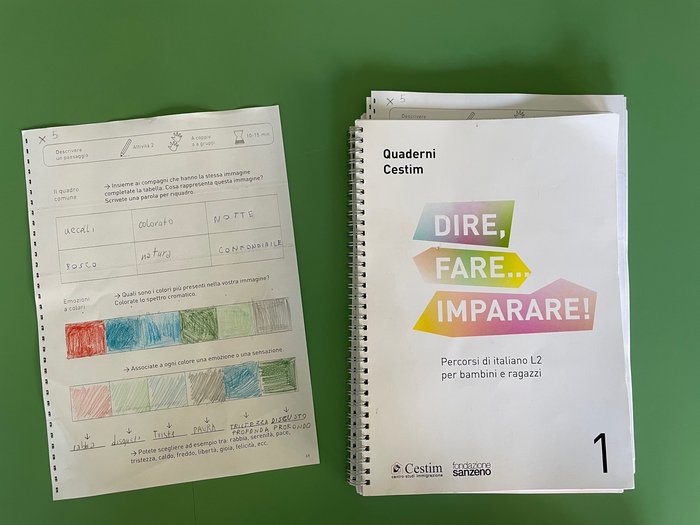 × 5
Descrivere
un paesaggio
Attività 2
A coppie
o a gruppi
10-15 min
Il quadro
comune
→ Insieme ai compagni che hanno la stessa immagine
completate la tabella. Cosa rappresenta questa immagine?
Scrivete una parola per riquadro.
uccelli colorato NOTTE
BOSCO natura CONFONDIBILE
Emozioni
a colori
→ Quali sono i colori più presenti nella vostra immagine?
Colorate lo spettro cromatico.
→ Associate a ogni colore una emozione o una sensazione.
rabbia PAURA TRISTEZZA DISGUSTO
PROFONDA PROFONDO
→ Potete scegliere ad esempio tra: rabbia, serenità, pace,
tristezza, caldo, freddo, libertà, gioia, felicità, ecc.
× 5
Quaderni
Cestim
DIRE,
FARE...
IMPARARE!
Percorsi di italiano L2
per bambini e ragazzi
Cestim
centro studi immigrazione
fondazione
sanzeno
1